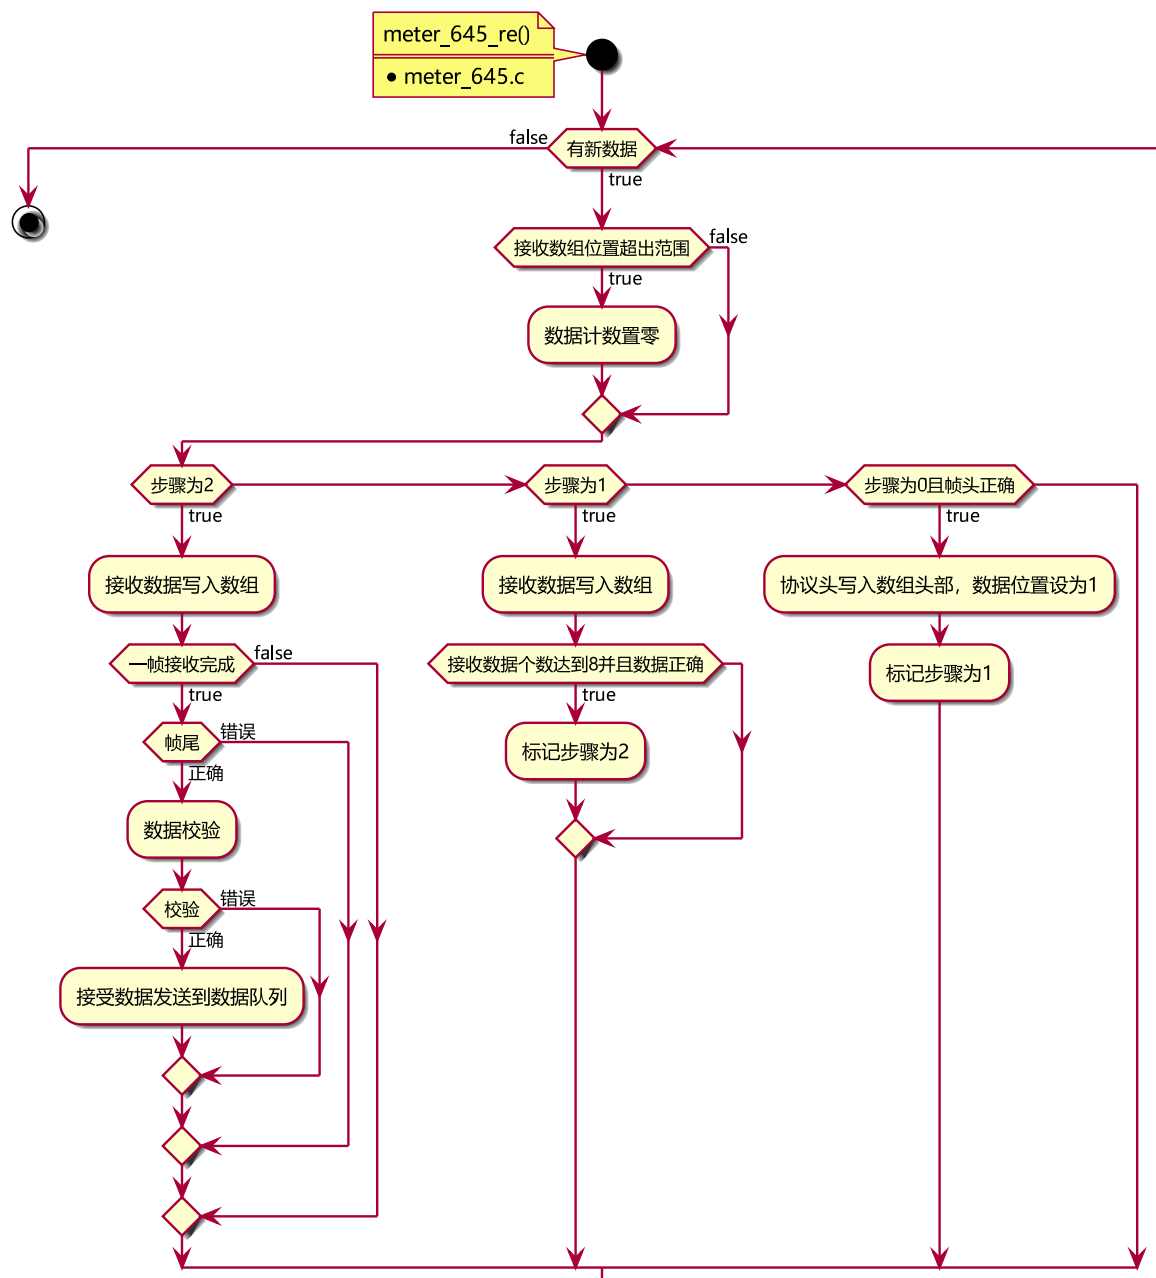 meter_645_re()
• meter_645.c
false
有新数据
true
接收数组位置超出范围
false
true
数据计数置零
步骤为2
步骤为1
步骤为0且帧头正确
true
true
true
接收数据写入数组
接收数据写入数组
协议头写入数组头部，数据位置设为1
一帧接收完成
false
接收数据个数达到8并且数据正确
标记步骤为1
true
true
帧尾
错误
标记步骤为2
正确
数据校验
校验
错误
正确
接受数据发送到数据队列